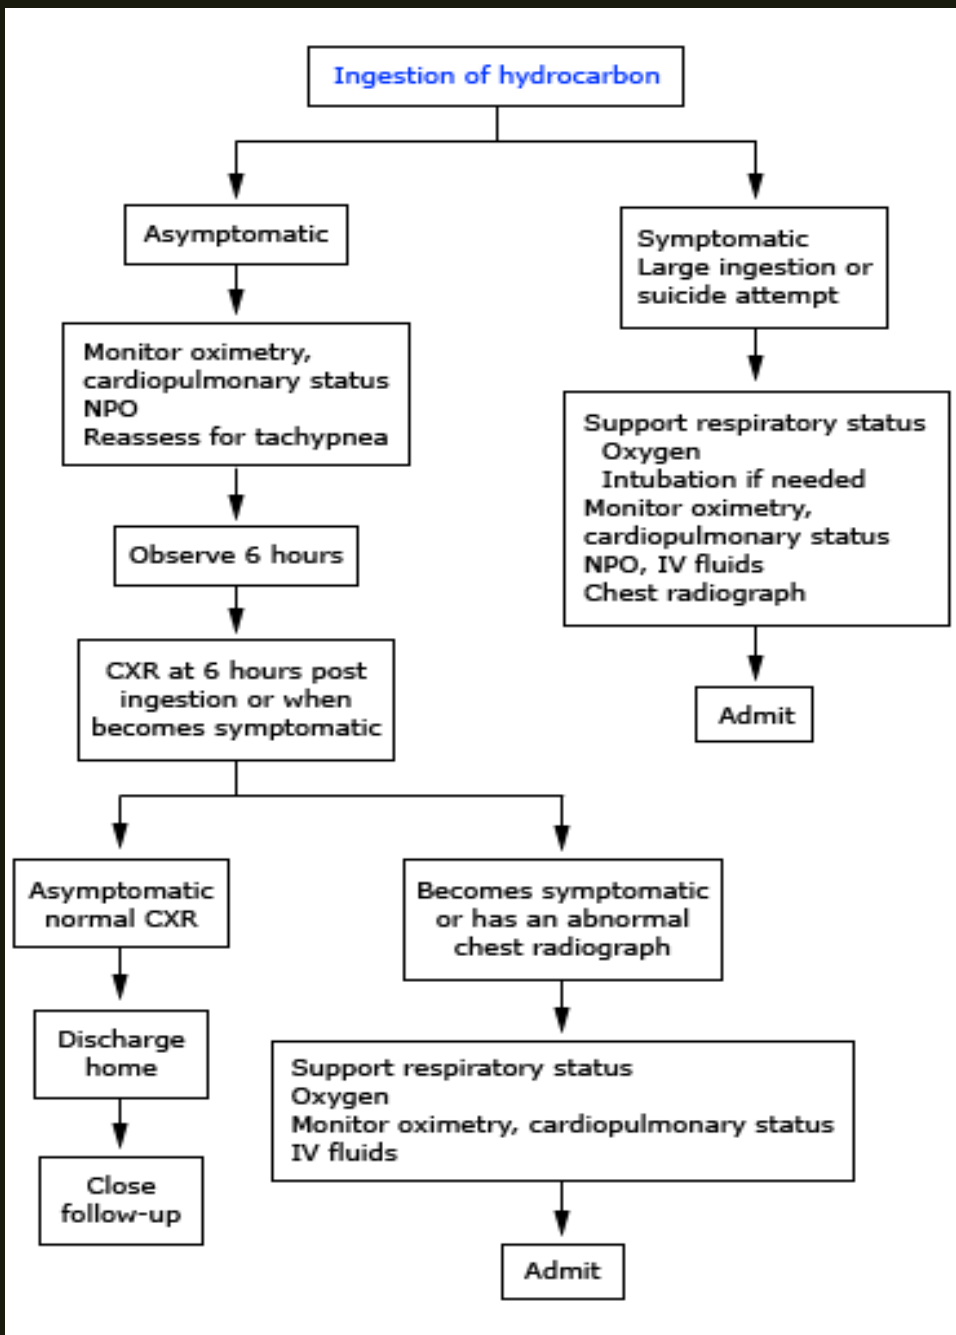 Ingestion of hydrocarbon
Asymptomatic
Symptomatic
Large ingestion or
suicide attempt
Monitor oximetry,
cardiopulmonary status
NPO
Reassess for tachypnea
Support respiratory status
Oxygen
Intubation if needed
Monitor oximetry,
cardiopulmonary status
NPO, IV fluids
Chest radiograph
Observe 6 hours
CXR at 6 hours post
ingestion or when
becomes symptomatic
Admit
Asymptomatic
normal CXR
Becomes symptomatic
or has an abnormal
chest radiograph
Discharge
home
Support respiratory status
Oxygen
Monitor oximetry, cardiopulmonary status
IV fluids
Close
follow-up
Admit